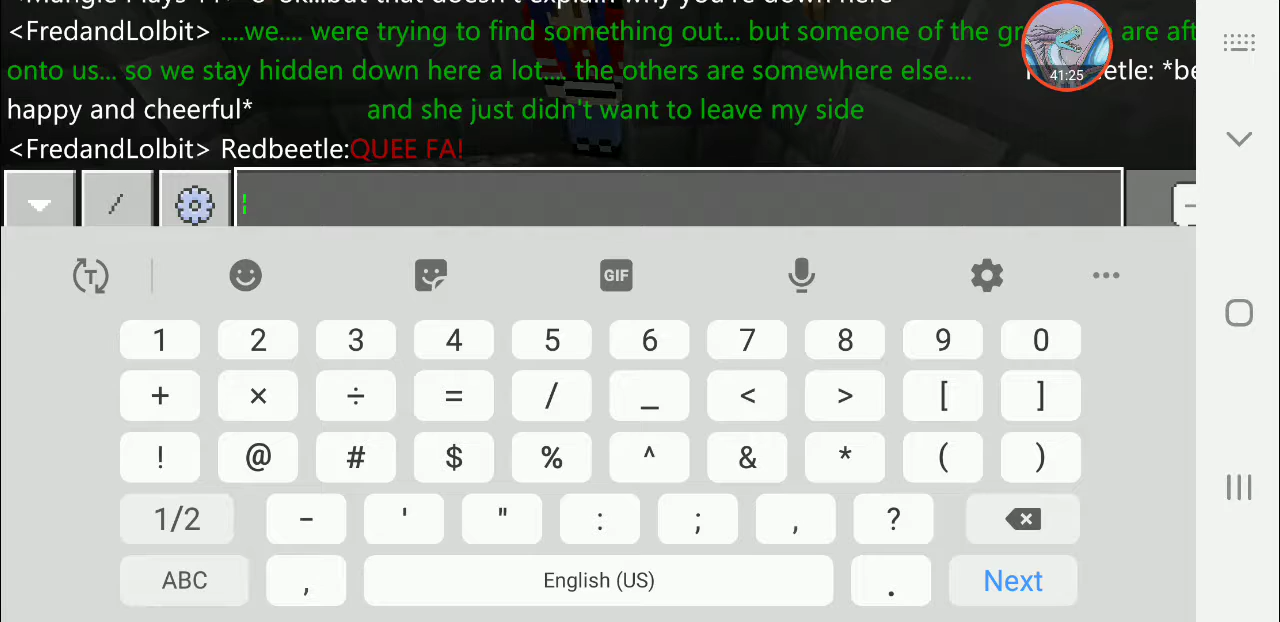 <FredandLolbit> ....we.... were trying to find something out... but someone of the are aft
onto us... so we stay hidden down here a lot.... the others are somewhere else.... *be
happy and cheerful* and she just didn't want to leave my side
<FredandLolbit> Redbeetle:QUEE FA!
41:25
/
T
GIF
1 2 3 4 5 6 7 8 9 0
+ × ÷ = / _ < > [ ]
! @ # $ % ^ & * ( )
1/2 - ' " : ; , ?
ABC , English (US) . Next